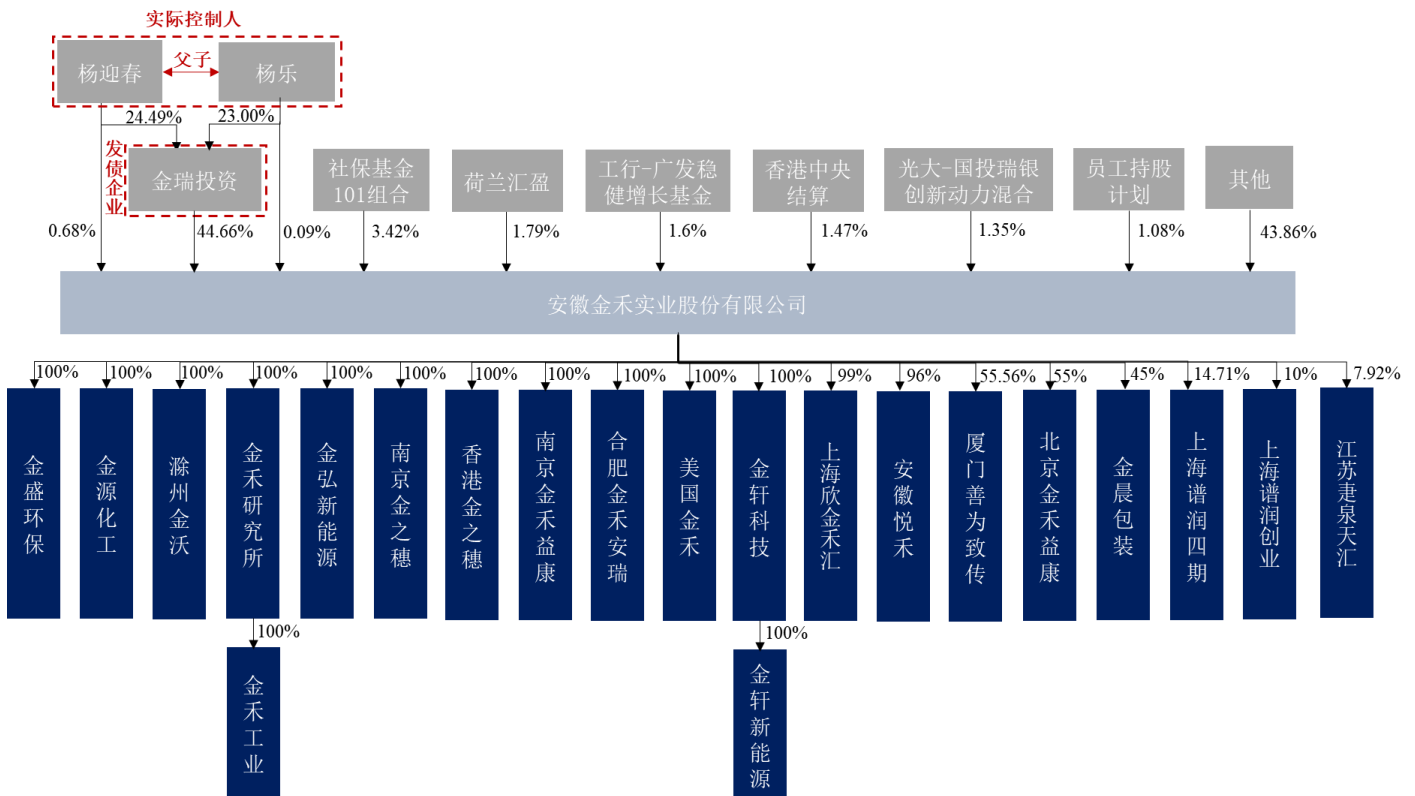 实际控制人
杨迎春
父子
杨乐
24.49%
23.00%
发债企业
金瑞投资
社保基金
101组合
荷兰汇盈
工行-广发稳
健增长基金
香港中央
结算
光大-国投瑞银
创新动力混合
员工持股
计划
其他
0.68%
44.66%
0.09%
3.42%
1.79%
1.6%
1.47%
1.35%
1.08%
43.86%
安徽金禾实业股份有限公司
100%
100%
100%
100%
100%
100%
100%
100%
100%
100%
100%
99%
96%
55.56%
55%
45%
14.71%
10%
7.92%
金盛环保
金源化工
滁州金沃
金禾研究所
金弘新能源
南京金之穗
香港金之穗
南京金禾益康
合肥金禾安瑞
美国金禾
金轩科技
上海欣金禾汇
安徽悦禾
厦门善为致传
北京金禾益康
金晨包装
上海谱润四期
上海谱润创业
江苏疌泉天汇
100%
100%
金禾工业
金轩新能源